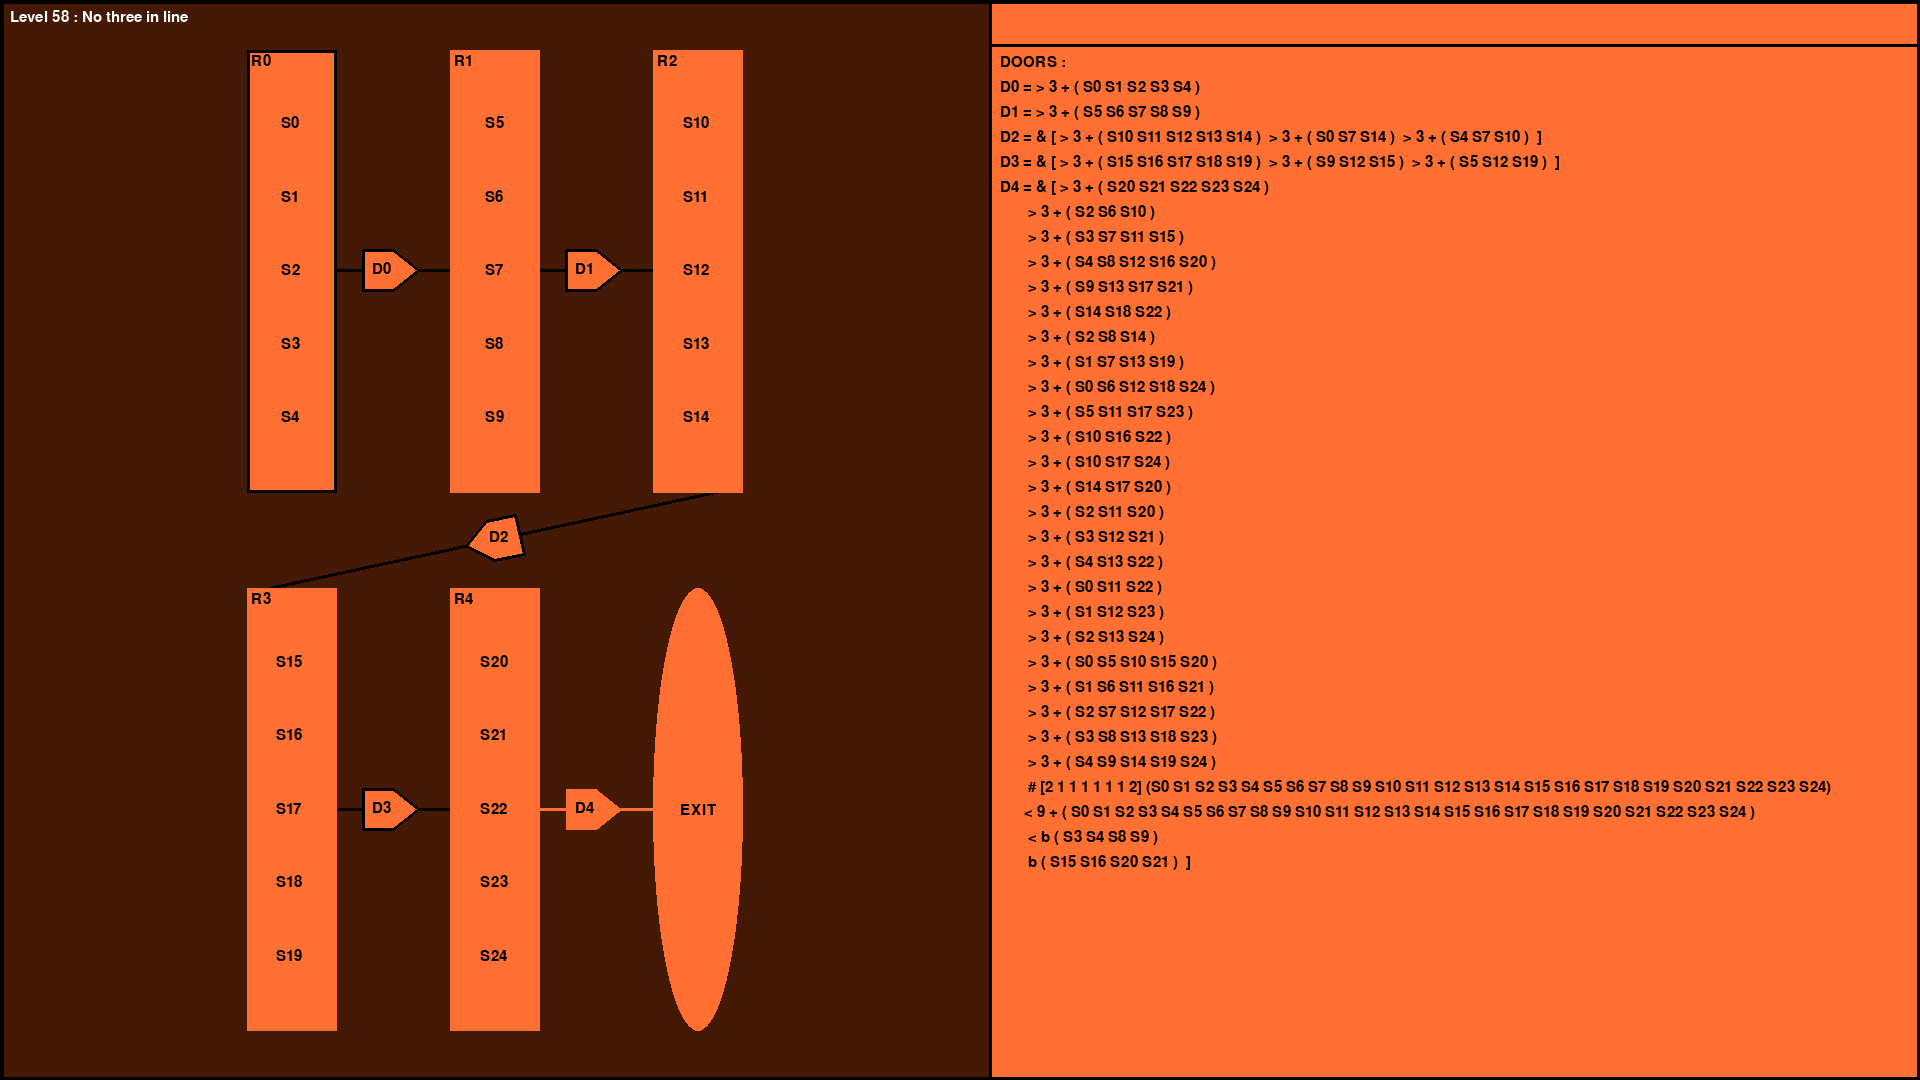 Level 58 : No three in line
R0
R1
R2
S0
S5
S10
S1
S6
S11
S2
D0
S7
D1
S12
S3
S8
S13
S4
S9
S14
D2
R3
R4
S15
S20
S16
S21
S17
D3
S22
D4
EXIT
S18
S23
S19
S24
DOORS :
D0 = > 3 + ( S0 S1 S2 S3 S4 )
D1 = > 3 + ( S5 S6 S7 S8 S9 )
D2 = & [ > 3 + ( S10 S11 S12 S13 S14 ) > 3 + ( S0 S7 S14 ) > 3 + ( S4 S7 S10 ) ]
D3 = & [ > 3 + ( S15 S16 S17 S18 S19 ) > 3 + ( S9 S12 S15 ) > 3 + ( S5 S12 S19 ) ]
D4 = & [ > 3 + ( S20 S21 S22 S23 S24 )
> 3 + ( S2 S6 S10 )
> 3 + ( S3 S7 S11 S15 )
> 3 + ( S4 S8 S12 S16 S20 )
> 3 + ( S9 S13 S17 S21 )
> 3 + ( S14 S18 S22 )
> 3 + ( S2 S8 S14 )
> 3 + ( S1 S7 S13 S19 )
> 3 + ( S0 S6 S12 S18 S24 )
> 3 + ( S5 S11 S17 S23 )
> 3 + ( S10 S16 S22 )
> 3 + ( S10 S17 S24 )
> 3 + ( S14 S17 S20 )
> 3 + ( S2 S11 S20 )
> 3 + ( S3 S12 S21 )
> 3 + ( S4 S13 S22 )
> 3 + ( S0 S11 S22 )
> 3 + ( S1 S12 S23 )
> 3 + ( S2 S13 S24 )
> 3 + ( S0 S5 S10 S15 S20 )
> 3 + ( S1 S6 S11 S16 S21 )
> 3 + ( S2 S7 S12 S17 S22 )
> 3 + ( S3 S8 S13 S18 S23 )
> 3 + ( S4 S9 S14 S19 S24 )
# [2 1 1 1 1 1 1 2] (S0 S1 S2 S3 S4 S5 S6 S7 S8 S9 S10 S11 S12 S13 S14 S15 S16 S17 S18 S19 S20 S21 S22 S23 S24)
< 9 + ( S0 S1 S2 S3 S4 S5 S6 S7 S8 S9 S10 S11 S12 S13 S14 S15 S16 S17 S18 S19 S20 S21 S22 S23 S24 )
< b ( S3 S4 S8 S9 )
b ( S15 S16 S20 S21 ) ]